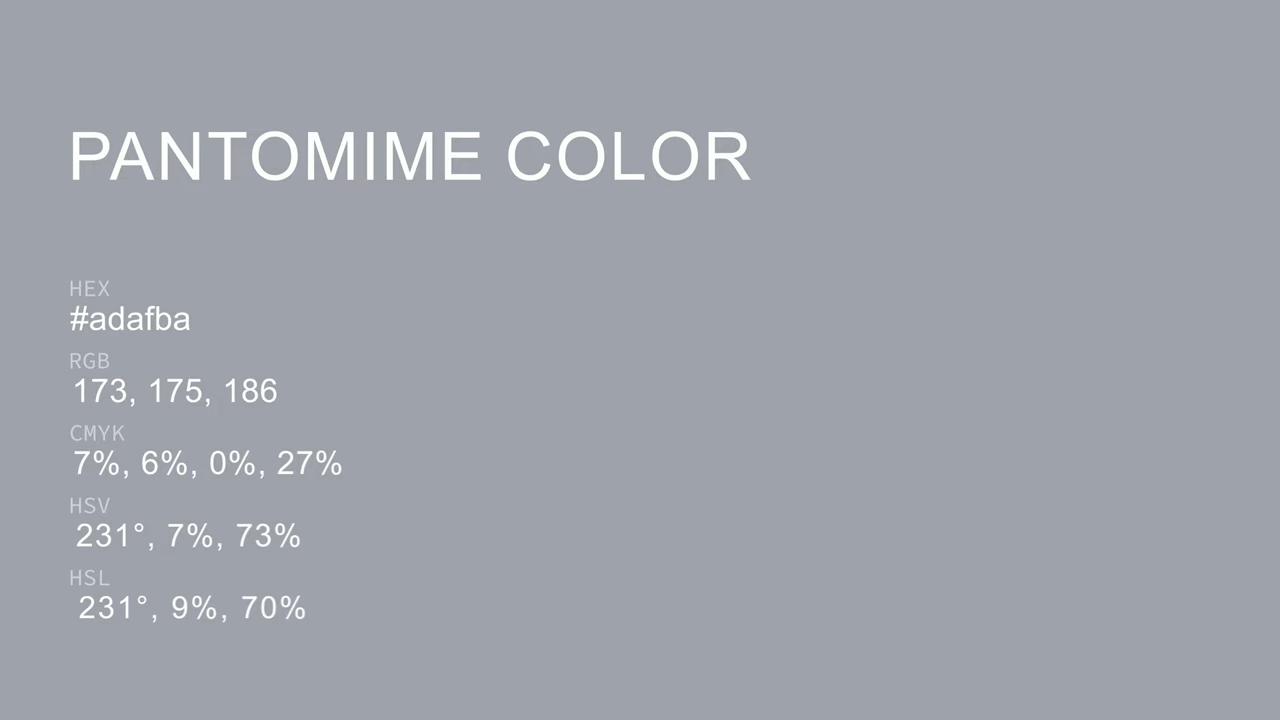 PANTOMIME COLOR
HEX
#adafba
RGB
173, 175, 186
CMYK
7%, 6%, 0%, 27%
HSV
231°, 7%, 73%
HSL
231°, 9%, 70%